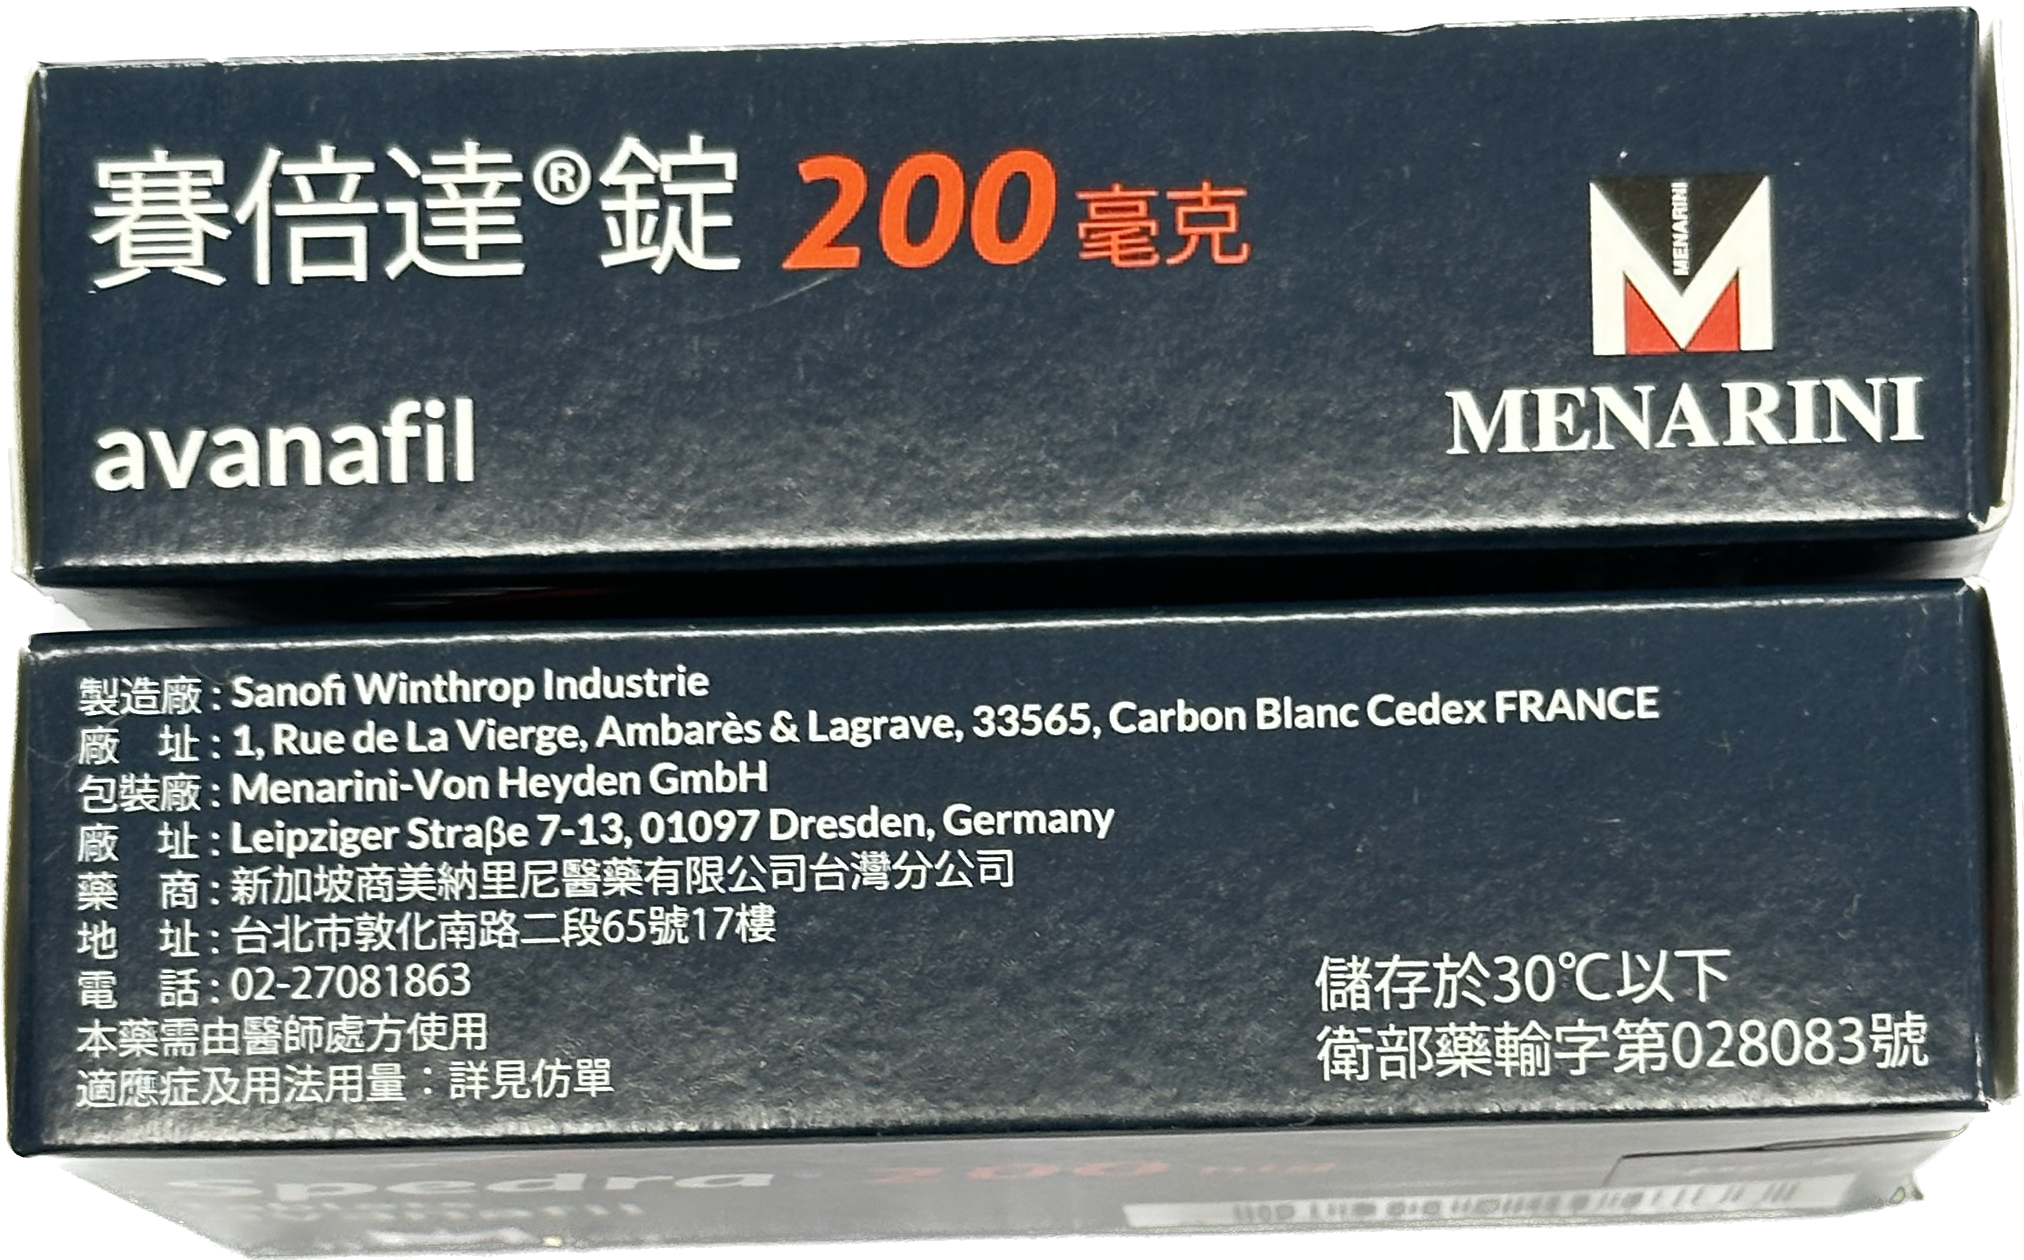 賽倍達®錠 200毫克
MENARINI
avanafil
MENARINI
製造廠：Sanofi Winthrop Industrie
廠　址：1, Rue de La Vierge, Ambarès & Lagrave, 33565, Carbon Blanc Cedex FRANCE
包裝廠：Menarini-Von Heyden GmbH
廠　址：Leipziger Straβe 7-13, 01097 Dresden, Germany
藥　商：新加坡商美納里尼醫藥有限公司台灣分公司
地　址：台北市敦化南路二段65號17樓
電　話：02-27081863
本藥需由醫師處方使用
適應症及用法用量：詳見仿單
儲存於30℃以下
衛部藥輸字第028083號
Spedra 200 mg
avanafil